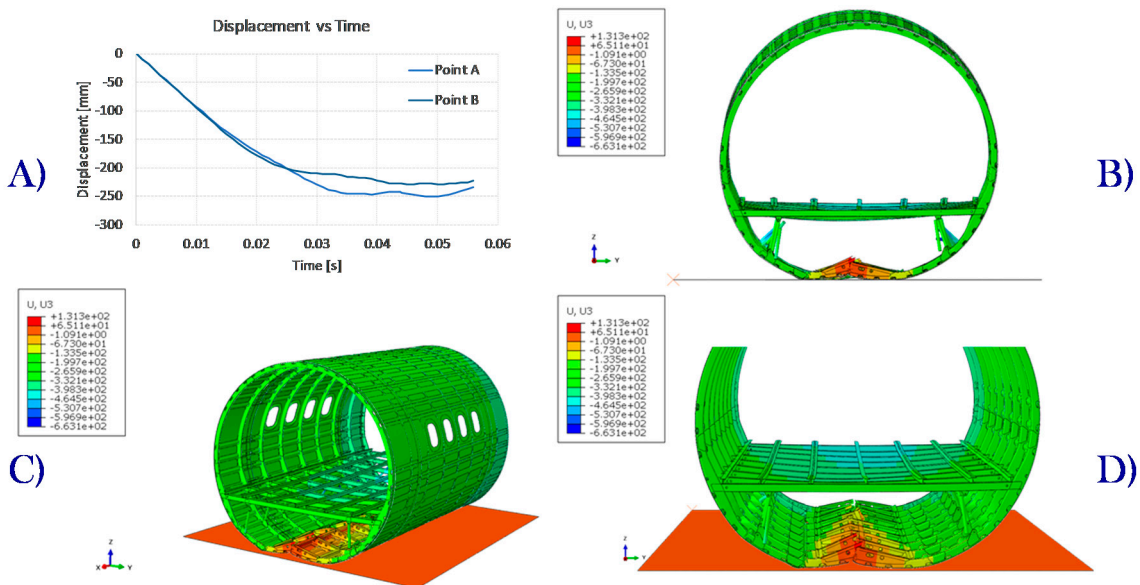 Displacement vs Time
Displacement [mm]
0
-50
-100
-150
-200
-250
-300
0
0.01
0.02
0.03
0.04
0.05
0.06
Time [s]
Point A
Point B
A)
U, U3
+1.313e+02
+6.511e+01
-1.091e+00
-6.730e+01
-1.335e+02
-1.997e+02
-2.659e+02
-3.321e+02
-3.983e+02
-4.645e+02
-5.307e+02
-5.969e+02
-6.631e+02
Z
Y
B)
U, U3
+1.313e+02
+6.511e+01
-1.091e+00
-6.730e+01
-1.335e+02
-1.997e+02
-2.659e+02
-3.321e+02
-3.983e+02
-4.645e+02
-5.307e+02
-5.969e+02
-6.631e+02
Z
X
Y
C)
U, U3
+1.313e+02
+6.511e+01
-1.091e+00
-6.730e+01
-1.335e+02
-1.997e+02
-2.659e+02
-3.321e+02
-3.983e+02
-4.645e+02
-5.307e+02
-5.969e+02
-6.631e+02
Z
Y
D)